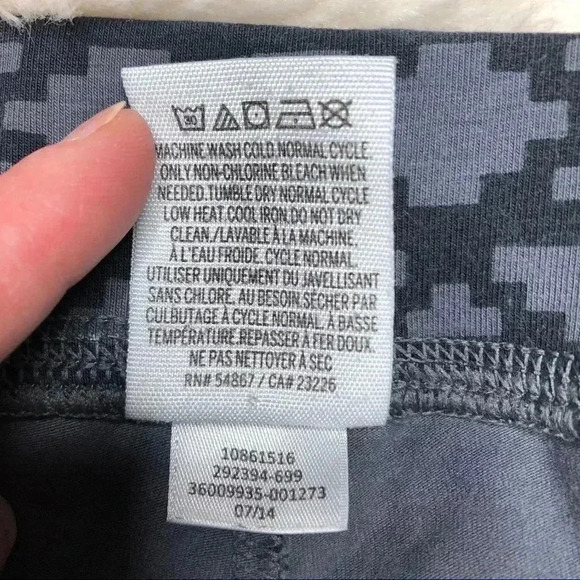 30
MACHINE WASH COLD NORMAL CYCLE.
ONLY NON-CHLORINE BLEACH WHEN
NEEDED. TUMBLE DRY NORMAL CYCLE
LOW HEAT. COOL IRON. DO NOT DRY
CLEAN./LAVABLE À LA MACHINE.
À L'EAU FROIDE. CYCLE NORMAL.
UTILISER UNIQUEMENT DU JAVELLISANT
SANS CHLORE, AU BESOIN. SECHER PAR
CULBUTAGE À CYCLE NORMAL. À BASSE
TEMPÉRATURE. REPASSER À FER DOUX.
NE PAS NETTOYER À SEC
RN# 54867 / CA# 23226
10861516
292394-699
36009935-001273
07/14